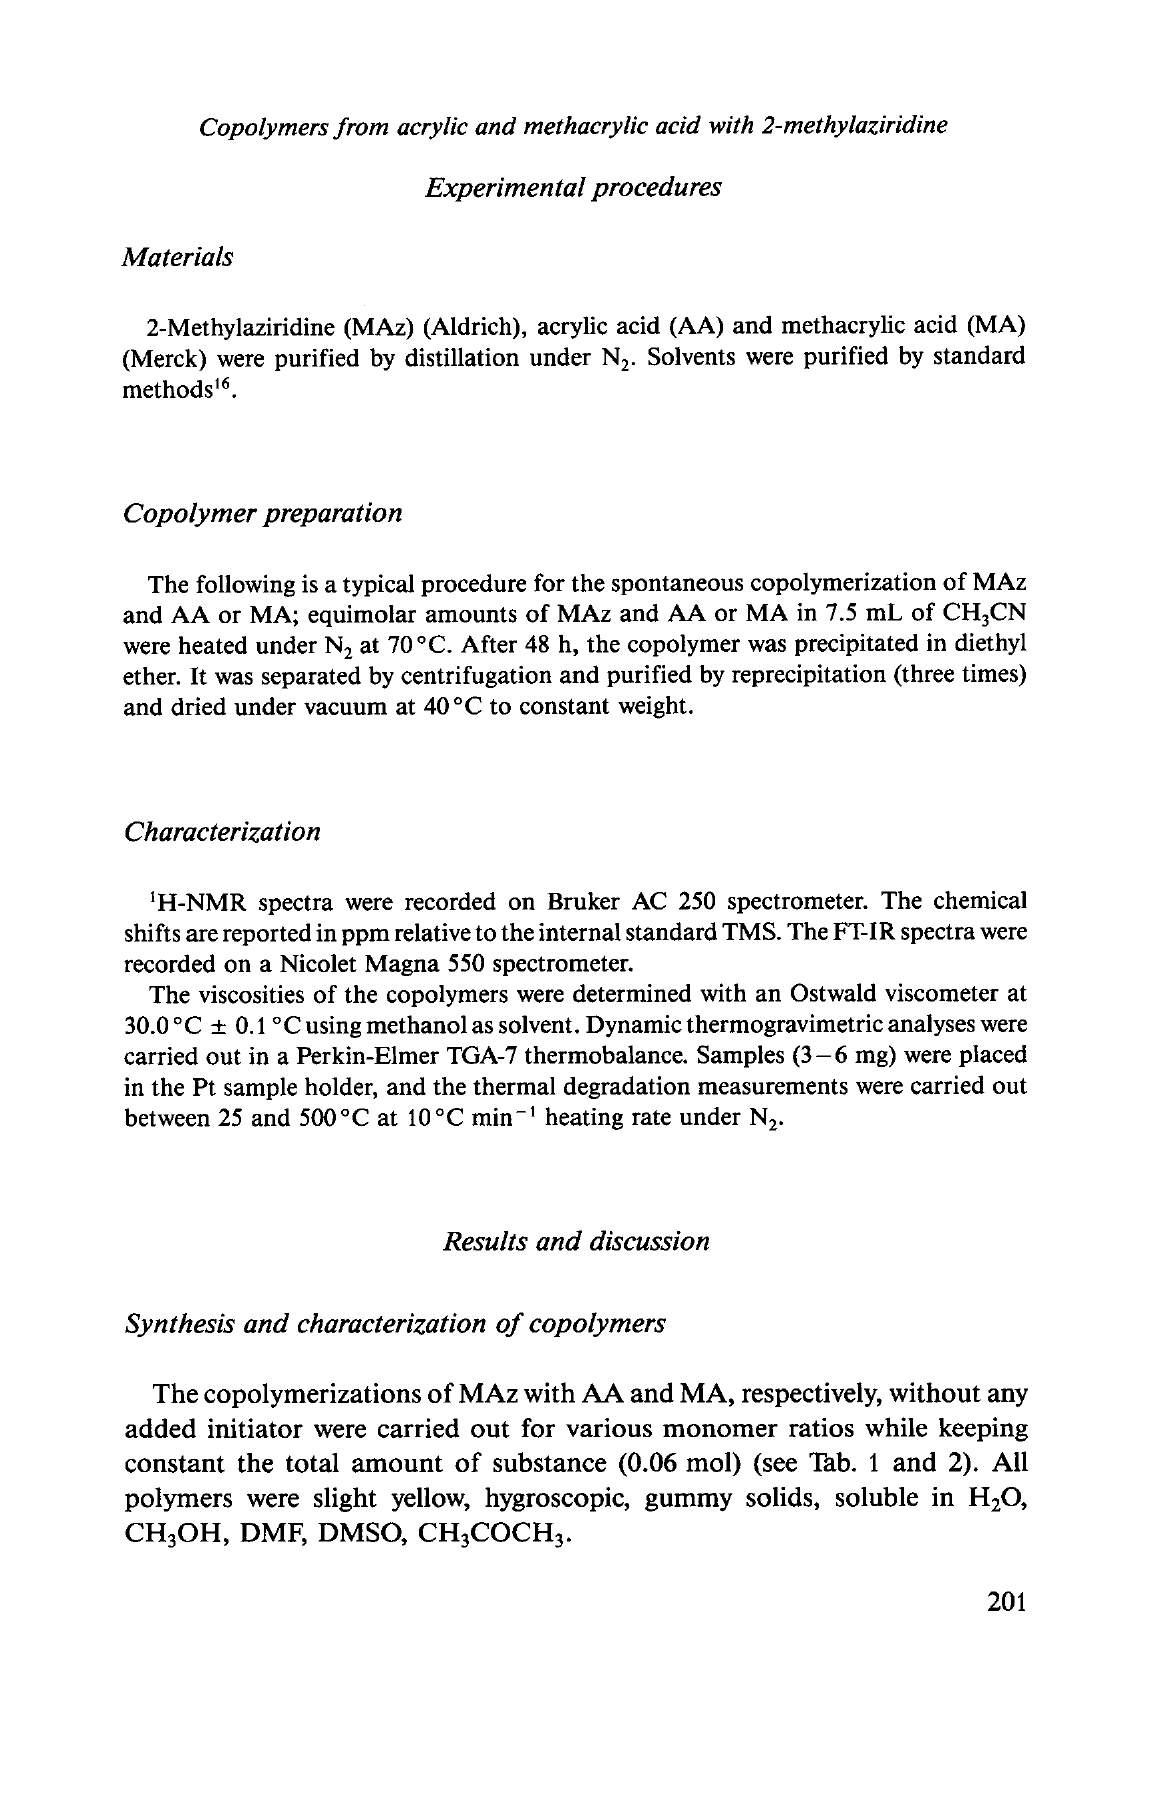 Copolymers from acrylic and methacrylic acid with 2-methylaziridine
Experimental procedures
Materials
2-Methylaziridine (MAz) (Aldrich), acrylic acid (AA) and methacrylic acid (MA)
(Merck) were purified by distillation under N₂. Solvents were purified by standard
methods¹⁶.
Copolymer preparation
The following is a typical procedure for the spontaneous copolymerization of MAz
and AA or MA; equimolar amounts of MAz and AA or MA in 7.5 mL of CH₃CN
were heated under N₂ at 70 °C. After 48 h, the copolymer was precipitated in diethyl
ether. It was separated by centrifugation and purified by reprecipitation (three times)
and dried under vacuum at 40 °C to constant weight.
Characterization
¹H-NMR spectra were recorded on Bruker AC 250 spectrometer. The chemical
shifts are reported in ppm relative to the internal standard TMS. The FT-IR spectra were
recorded on a Nicolet Magna 550 spectrometer.
The viscosities of the copolymers were determined with an Ostwald viscometer at
30.0 °C ± 0.1 °C using methanol as solvent. Dynamic thermogravimetric analyses were
carried out in a Perkin-Elmer TGA-7 thermobalance. Samples (3–6 mg) were placed
in the Pt sample holder, and the thermal degradation measurements were carried out
between 25 and 500 °C at 10 °C min⁻¹ heating rate under N₂.
Results and discussion
Synthesis and characterization of copolymers
The copolymerizations of MAz with AA and MA, respectively, without any
added initiator were carried out for various monomer ratios while keeping
constant the total amount of substance (0.06 mol) (see Tab. 1 and 2). All
polymers were slight yellow, hygroscopic, gummy solids, soluble in H₂O,
CH₃OH, DMF, DMSO, CH₃COCH₃.
201